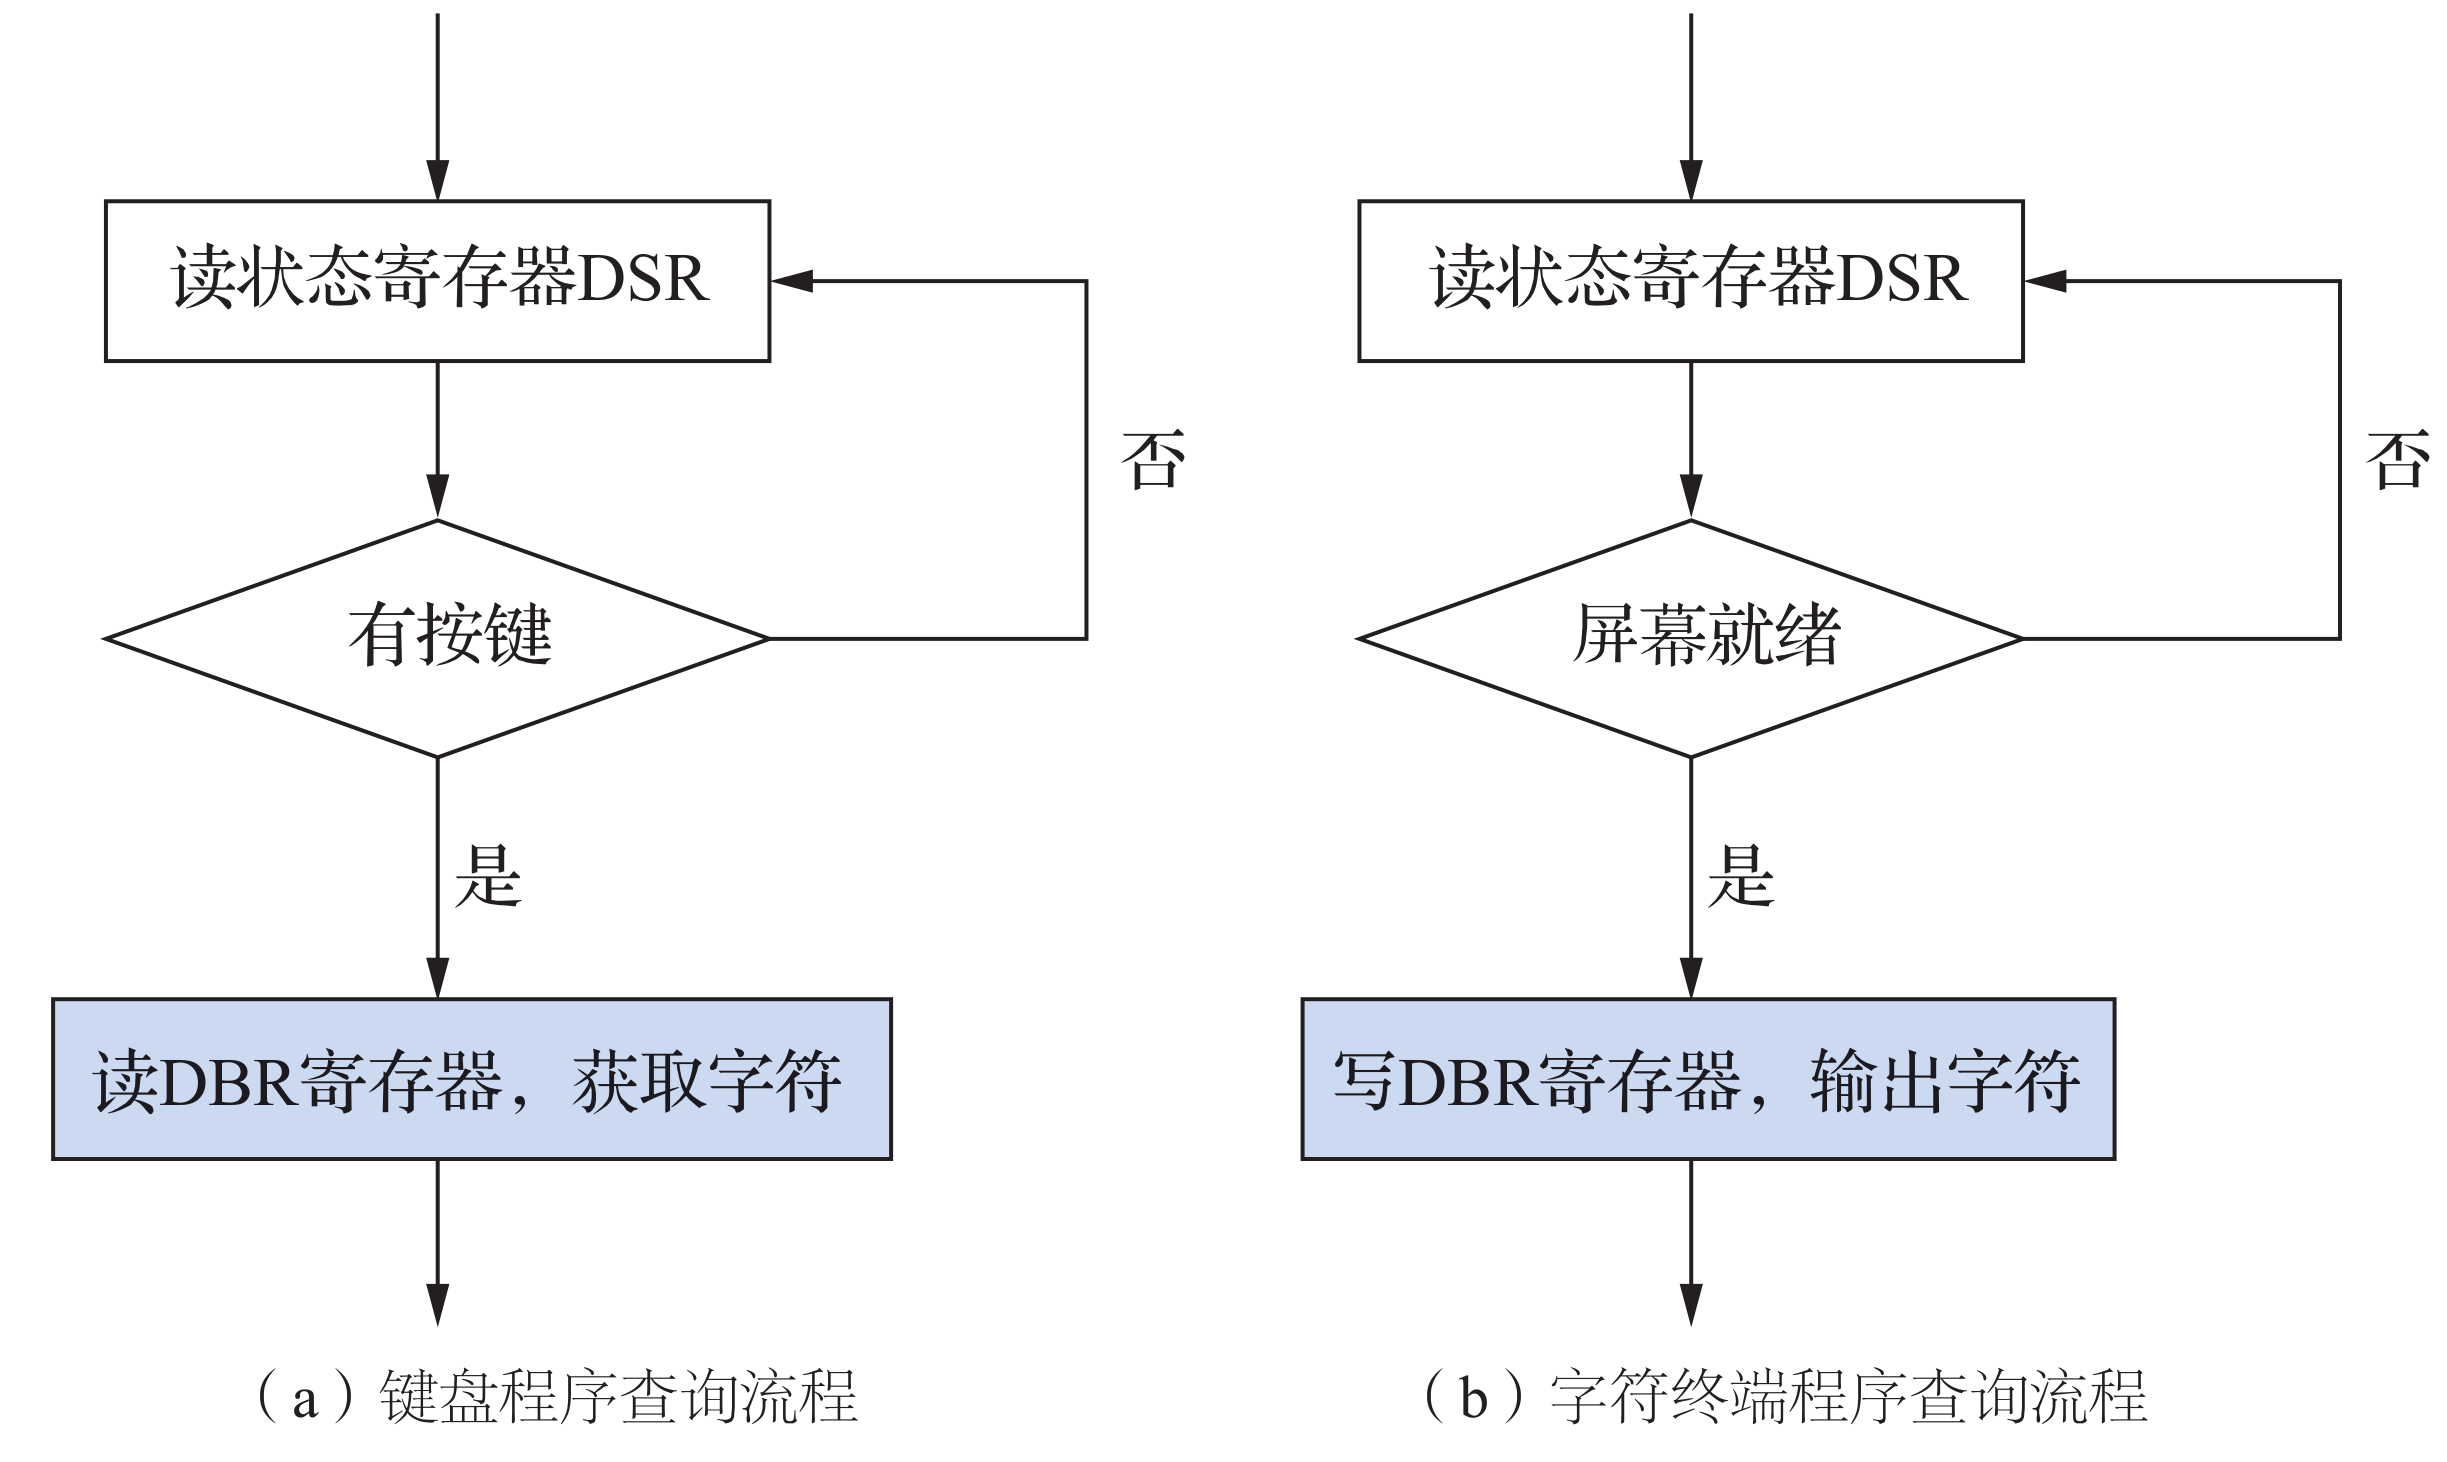 读状态寄存器DSR
否
有按键
是
读DBR寄存器，获取字符
（a）键盘程序查询流程
读状态寄存器DSR
否
屏幕就绪
是
写DBR寄存器，输出字符
（b）字符终端程序查询流程